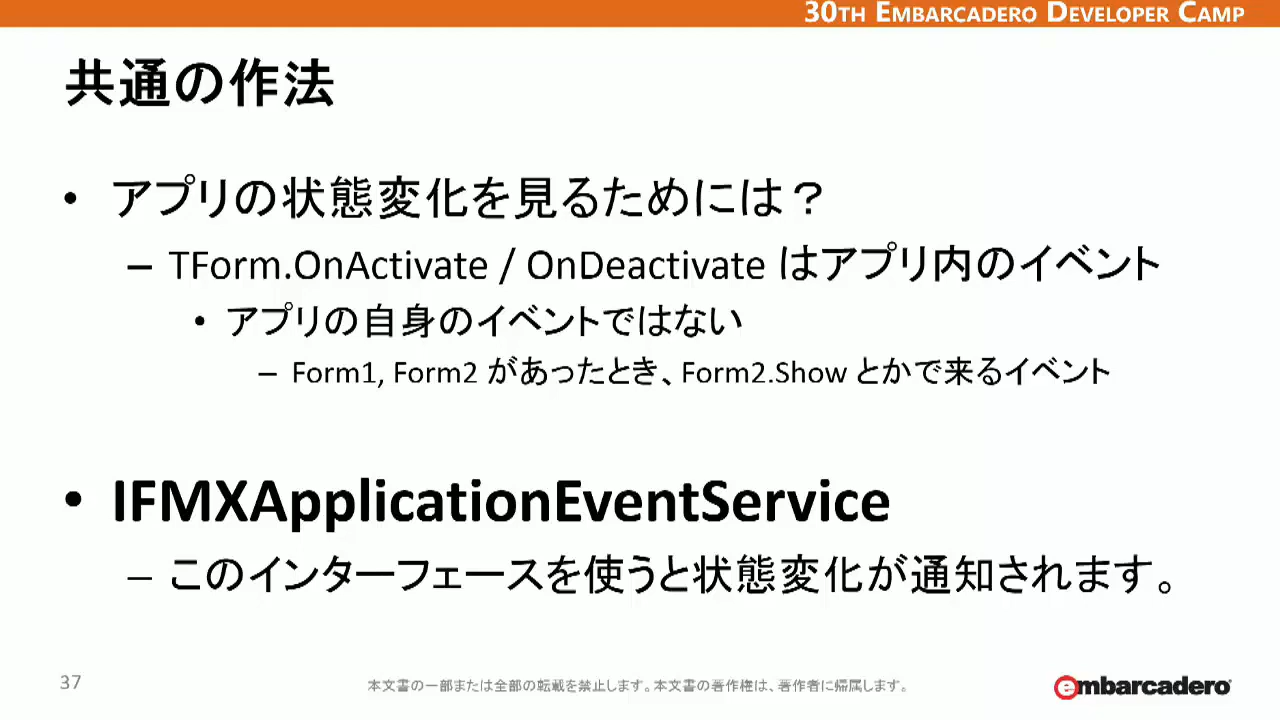 30TH EMBARCADERO DEVELOPER CAMP
共通の作法
• アプリの状態変化を見るためには？
– TForm.OnActivate / OnDeactivate はアプリ内のイベント
• アプリの自身のイベントではない
– Form1, Form2 があったとき、Form2.Show とかで来るイベント
• IFMXApplicationEventService
– このインターフェースを使うと状態変化が通知されます。
37
本文書の一部または全部の転載を禁止します。本文書の著作権は、著作者に帰属します。
embarcadero